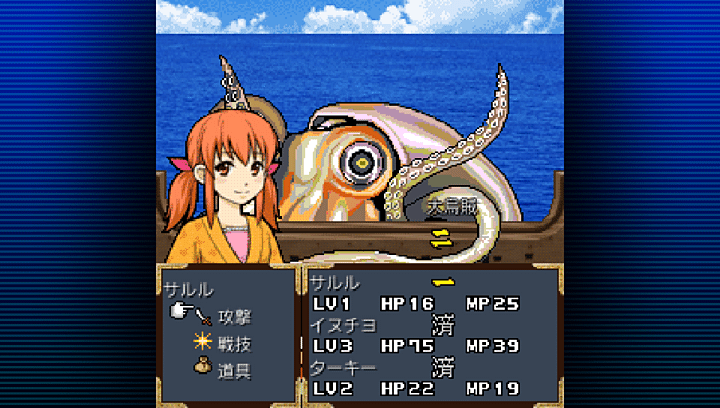 大烏賊
サルル
攻撃
戦技
道具
サルル
LV1 HP16 MP25
イヌチヨ 済
LV3 HP75 MP39
ターキー 済
LV2 HP22 MP19